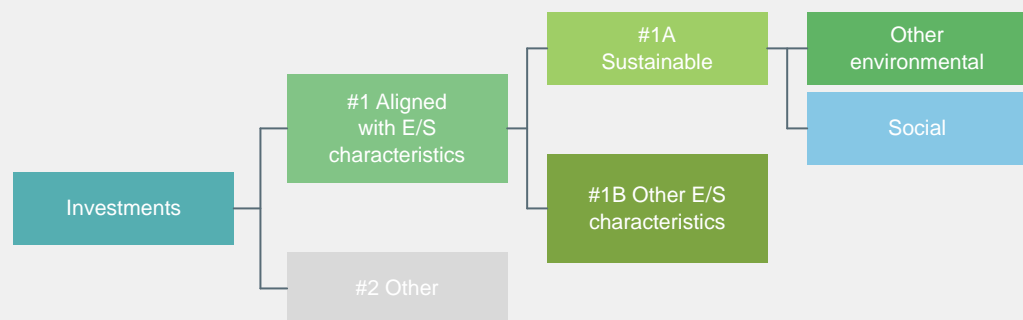 #1A
Sustainable
Other
environmental
#1 Aligned
with E/S
characteristics
Social
Investments
#1B Other E/S
characteristics
#2 Other